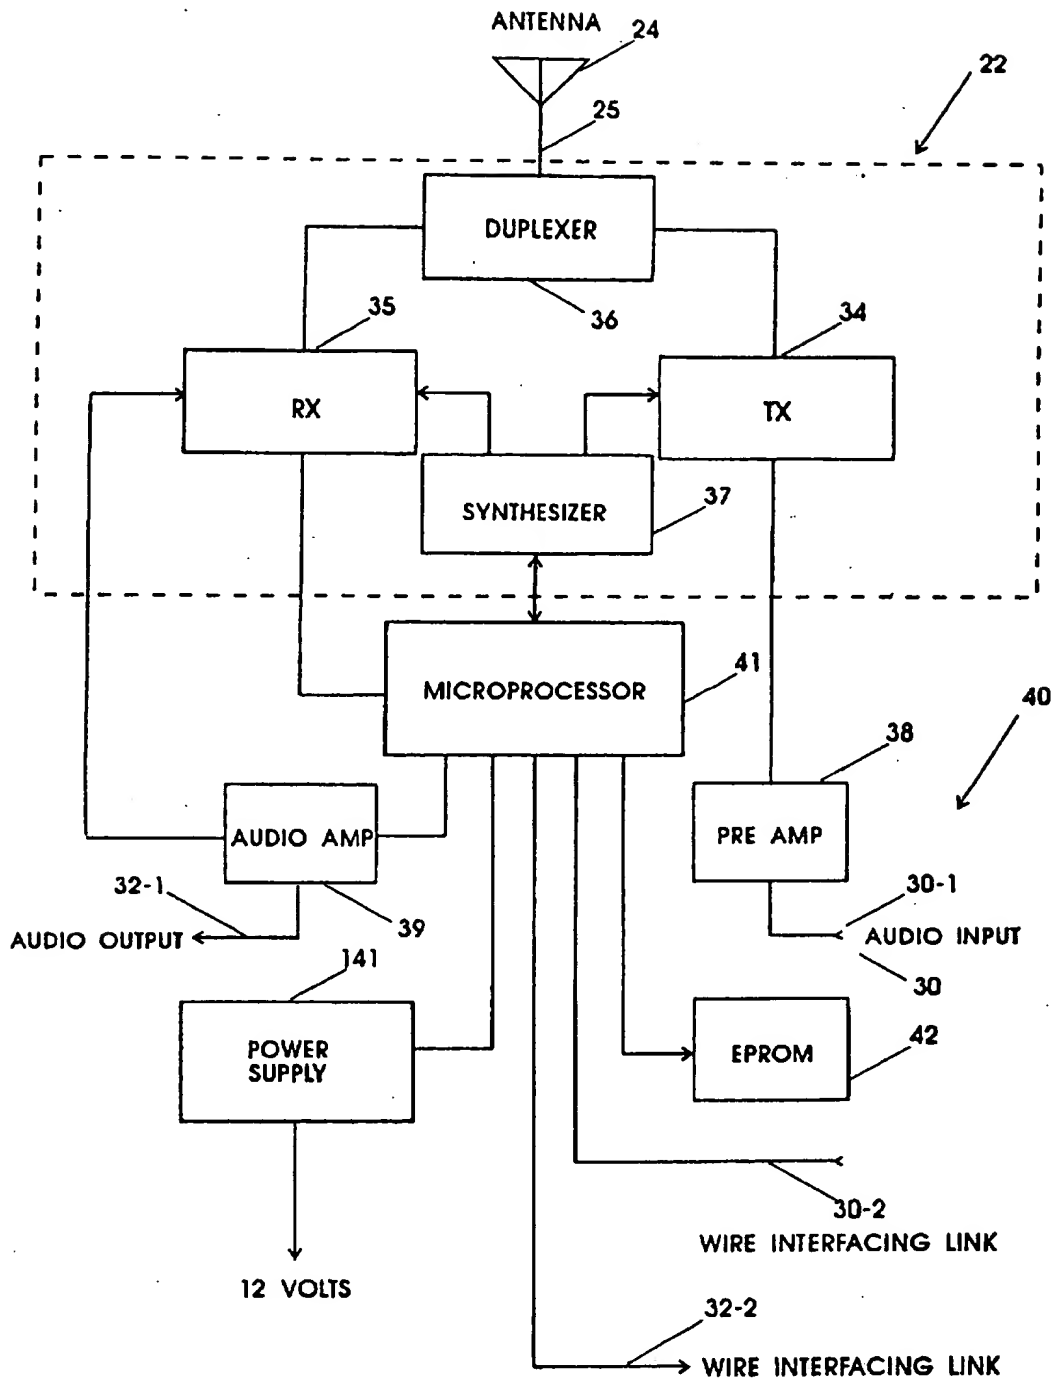 ANTENNA
24
22
25
DUPLEXER
36
35
34
RX
TX
SYNTHESIZER
37
MICROPROCESSOR
41
40
38
AUDIO AMP
PRE AMP
32-1
39
30-1
AUDIO OUTPUT
AUDIO INPUT
141
30
POWER
SUPPLY
EPROM
42
30-2
WIRE INTERFACING LINK
12 VOLTS
32-2
WIRE INTERFACING LINK